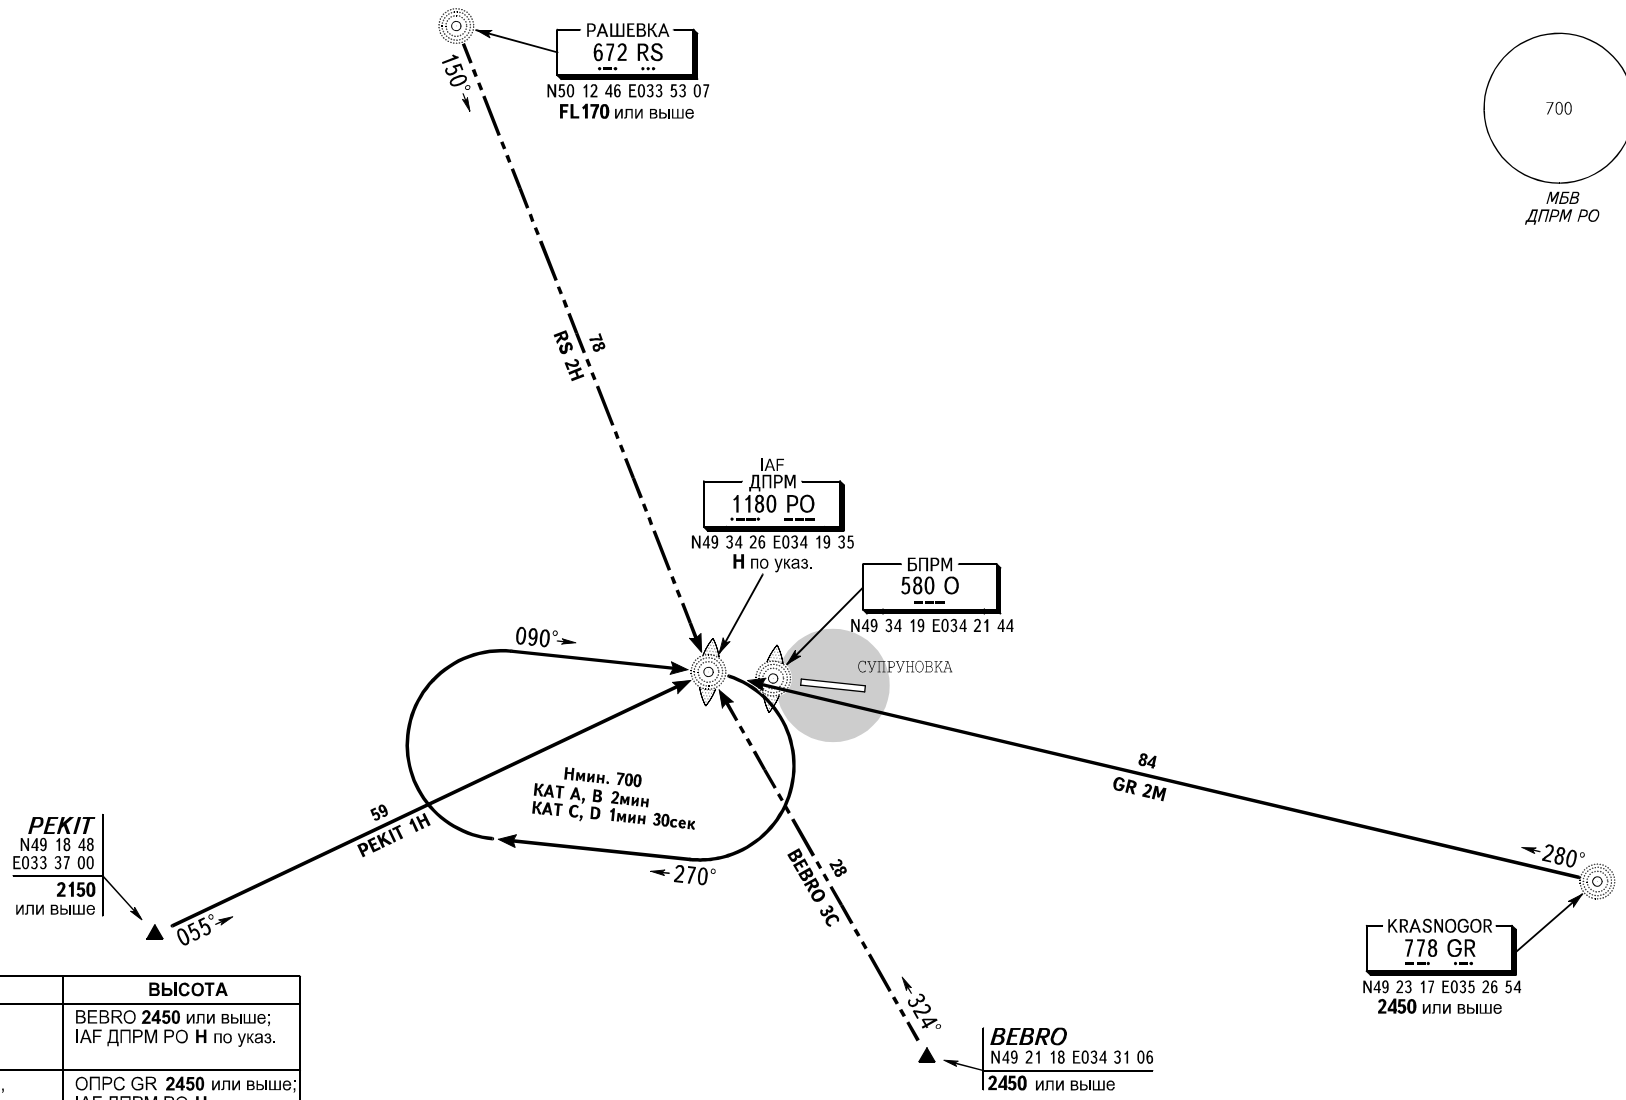 РАШЕВКА
672 RS
N50 12 46 E033 53 07
FL170 или выше
150°
700
МБВ
ДПРМ РО
78
RS 2H
IAF
ДПРМ
1180 PO
N49 34 26 E034 19 35
Н по указ.
БПРМ
580 O
N49 34 19 E034 21 44
СУПРУНОВКА
090°
Нмин. 700
КАТ A, B 2мин
КАТ C, D 1мин 30сек
270°
59
PEKIT 1H
PEKIT
N49 18 48
E033 37 00
2150
или выше
055°
84
GR 2M
280°
28
BEBRO 3C
324°
KRASNOGOR
778 GR
N49 23 17 E035 26 54
2450 или выше
BEBRO
N49 21 18 E034 31 06
2450 или выше
ВЫСОТА
BEBRO 2450 или выше;
IAF ДПРМ РО Н по указ.
,
ОПРС GR 2450 или выше;
IAF ДПРМ РО Н